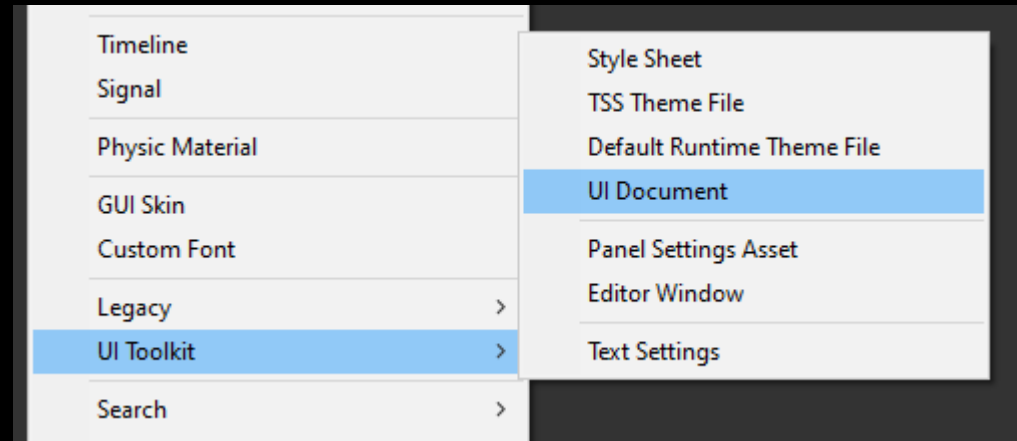 Timeline
Signal
Physic Material
GUI Skin
Custom Font
Legacy
UI Toolkit
Search
Style Sheet
TSS Theme File
Default Runtime Theme File
UI Document
Panel Settings Asset
Editor Window
Text Settings